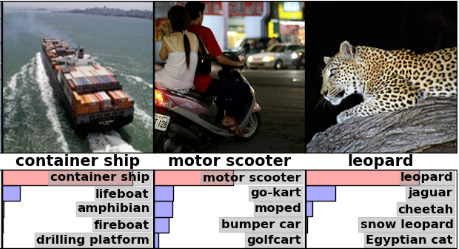 container ship
motor scooter
leopard
container ship
lifeboat
amphibian
fireboat
drilling platform
motor scooter
go-kart
moped
bumper car
golfcart
leopard
jaguar
cheetah
snow leopard
Egyptian cat